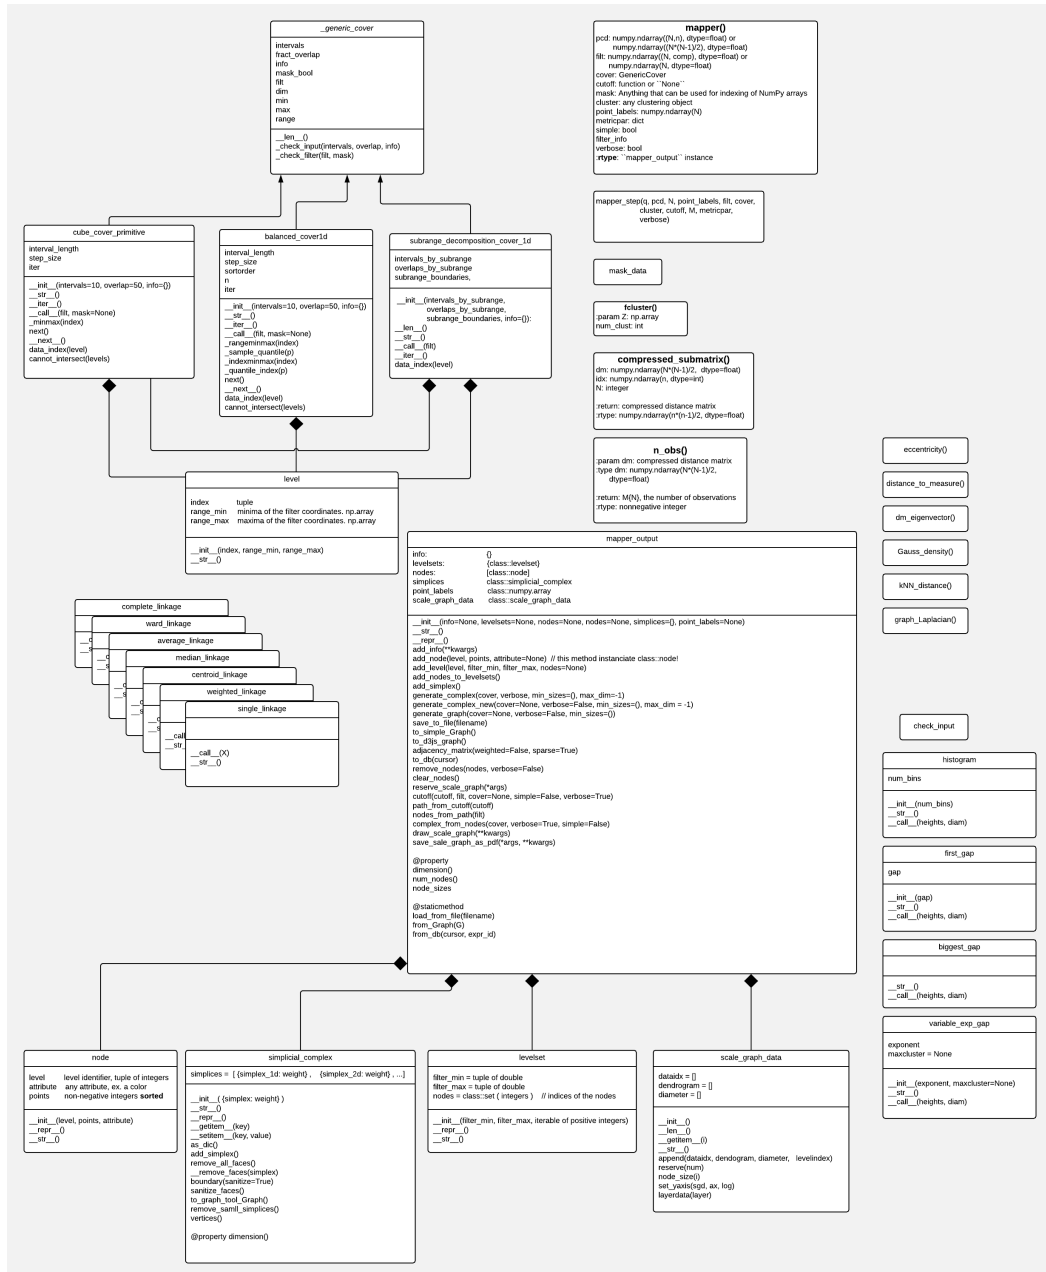 _generic_cover
intervals
fract_overlap
info
mask_bool
filt
dim
min
max
range
__len__()
_check_input(intervals, overlap, info)
_check_filter(filt, mask)
mapper()
pcd: numpy.ndarray((N,n), dtype=float) or
numpy.ndarray((N*(N-1)/2), dtype=float)
filt: numpy.ndarray((N, comp), dtype=float) or
numpy.ndarray(N, dtype=float)
cover: GenericCover
cutoff: function or ``None``
mask: Anything that can be used for indexing of NumPy arrays
cluster: any clustering object
point_labels: numpy.ndarray(N)
metricpar: dict
simple: bool
filter_info
verbose: bool
:rtype: ``mapper_output`` instance
mapper_step(q, pcd, N, point_labels, filt, cover,
cluster, cutoff, M, metricpar,
verbose)
mask_data
fcluster()
:param Z: np.array
num_clust: int
compressed_submatrix()
dm: numpy.ndarray(N*(N-1)/2, dtype=float)
idx: numpy.ndarray(n, dtype=int)
N: integer
:return: compressed distance matrix
:rtype: numpy.ndarray(n*(n-1)/2, dtype=float)
n_obs()
:param dm: compressed distance matrix
:type dm: numpy.ndarray(N*(N-1)/2,
dtype=float)
:return: M{N}, the number of observations
:rtype: nonnegative integer
cube_cover_primitive
interval_length
step_size
iter
__init__(intervals=10, overlap=50, info={})
__str__()
__iter__()
__call__(filt, mask=None)
_minmax(index)
next()
__next__()
data_index(level)
cannot_intersect(levels)
balanced_cover1d
interval_length
step_size
sortorder
n
iter
__init__(intervals=10, overlap=50, info={})
__str__()
__iter__()
__call__(filt, mask=None)
_rangeminmax(index)
_sample_quantile(p)
_indexminmax(index)
_quantile_index(p)
next()
__next__()
data_index(level)
cannot_intersect(levels)
subrange_decomposition_cover_1d
intervals_by_subrange
overlaps_by_subrange
subrange_boundaries,
__init__(intervals_by_subrange,
overlaps_by_subrange,
subrange_boundaries, info={}):
__len__()
__str__()
__call__(filt)
__iter__()
data_index(level)
level
index tuple
range_min minima of the filter coordinates. np.array
range_max maxima of the filter coordinates. np.array
__init__(index, range_min, range_max)
__str__()
eccentricity()
distance_to_measure()
dm_eigenvector()
Gauss_density()
kNN_distance()
graph_Laplacian()
check_input
complete_linkage
__c
ward_linkage
__c
__s
average_linkage
__c
__s
median_linkage
__c
__s
centroid_linkage
__c
__s
weighted_linkage
__call
__str_
single_linkage
__call__(X)
__str__()
mapper_output
info: {}
levelsets: {class::levelset}
nodes: [class::node]
simplices class::simplicial_complex
point_labels class::numpy.array
scale_graph_data class::scale_graph_data
__init__(info=None, levelsets=None, nodes=None, nodes=None, simplices={}, point_labels=None)
__str__()
__repr__()
add_info(**kwargs)
add_node(level, points, attribute=None) // this method instanciate class::node!
add_level(level, filter_min, filter_max, nodes=None)
add_nodes_to_levelsets()
add_simplex()
generate_complex(cover, verbose, min_sizes=(), max_dim=-1)
generate_complex_new(cover=None, verbose=False, min_sizes=(), max_dim = -1)
generate_graph(cover=None, verbose=False, min_sizes=())
save_to_file(filename)
to_simple_Graph()
to_d3js_graph()
adjacency_matrix(weighted=False, sparse=True)
to_db(cursor)
remove_nodes(nodes, verbose=False)
clear_nodes()
reserve_scale_graph(*args)
cutoff(cutoff, filt, cover=None, simple=False, verbose=True)
path_from_cutoff(cutoff)
nodes_from_path(filt)
complex_from_nodes(cover, verbose=True, simple=False)
draw_scale_graph(**kwargs)
save_sale_graph_as_pdf(*args, **kwargs)
@property
dimension()
num_nodes()
node_sizes
@staticmethod
load_from_file(filename)
from_Graph(G)
from_db(cursor, expr_id)
histogram
num_bins
__init__(num_bins)
__str__()
__call__(heights, diam)
first_gap
gap
__init__(gap)
__str__()
__call__(heights, diam)
biggest_gap
__str__()
__call__(heights, diam)
variable_exp_gap
exponent
maxcluster = None
__init__(exponent, maxcluster=None)
__str__()
__call__(heights, diam)
node
level level identifier, tuple of integers
attribute any attribute, ex. a color
points non-negative integers sorted
__init__(level, points, attribute)
__repr__()
__str__()
simplicial_complex
simplices = [ {simplex_1d: weight} , {simplex_2d: weight} , ...]
__init__( {simplex: weight} )
__str__()
__repr__()
__getitem__(key)
__setitem__(key, value)
as_dic()
add_simplex()
remove_all_faces()
__remove_faces(simplex)
boundary(sanitize=True)
sanitize_faces()
to_graph_tool_Graph()
remove_samll_simplices()
vertices()
@property dimension()
levelset
filter_min = tuple of double
filter_max = tuple of double
nodes = class::set ( integers ) // indices of the nodes
__init__(filter_min, filter_max, iterable of positive integers)
__repr__()
__str__()
scale_graph_data
dataidx = []
dendrogram = []
diameter = []
__init__()
__len__()
__getitem__(i)
__str__()
append(dataidx, dendogram, diameter, levelindex)
reserve(num)
node_size(i)
set_yaxis(sgd, ax, log)
layerdata(layer)